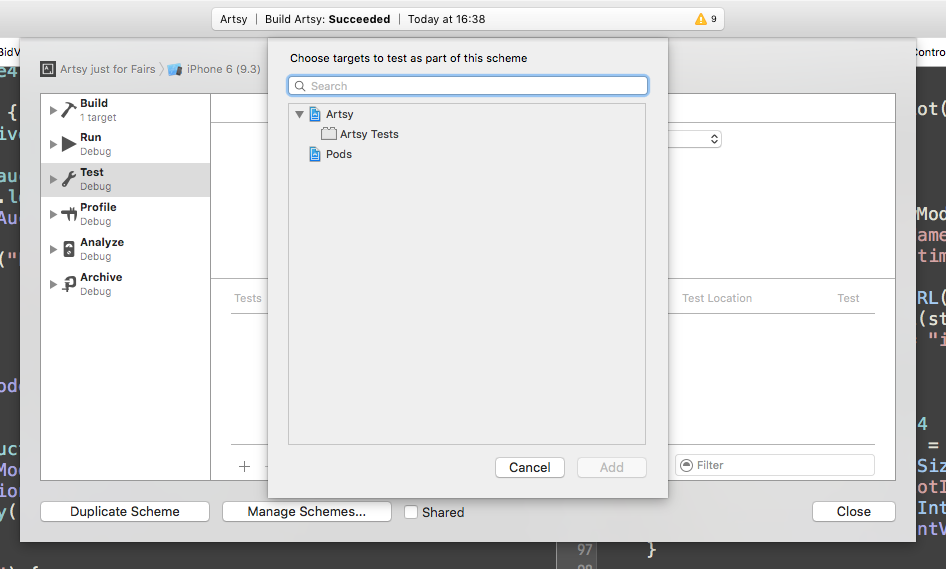 Artsy | Build Artsy: Succeeded | Today at 16:38 9
Choose targets to test as part of this scheme
Artsy just for Fairs iPhone 6 (9.3)
Search
Build
1 target
Run
Debug
Test
Debug
Profile
Debug
Analyze
Debug
Archive
Debug
Artsy
Artsy Tests
Pods
Tests
Test Location
Test
Cancel
Add
Filter
Duplicate Scheme
Manage Schemes...
Shared
Close
97 }